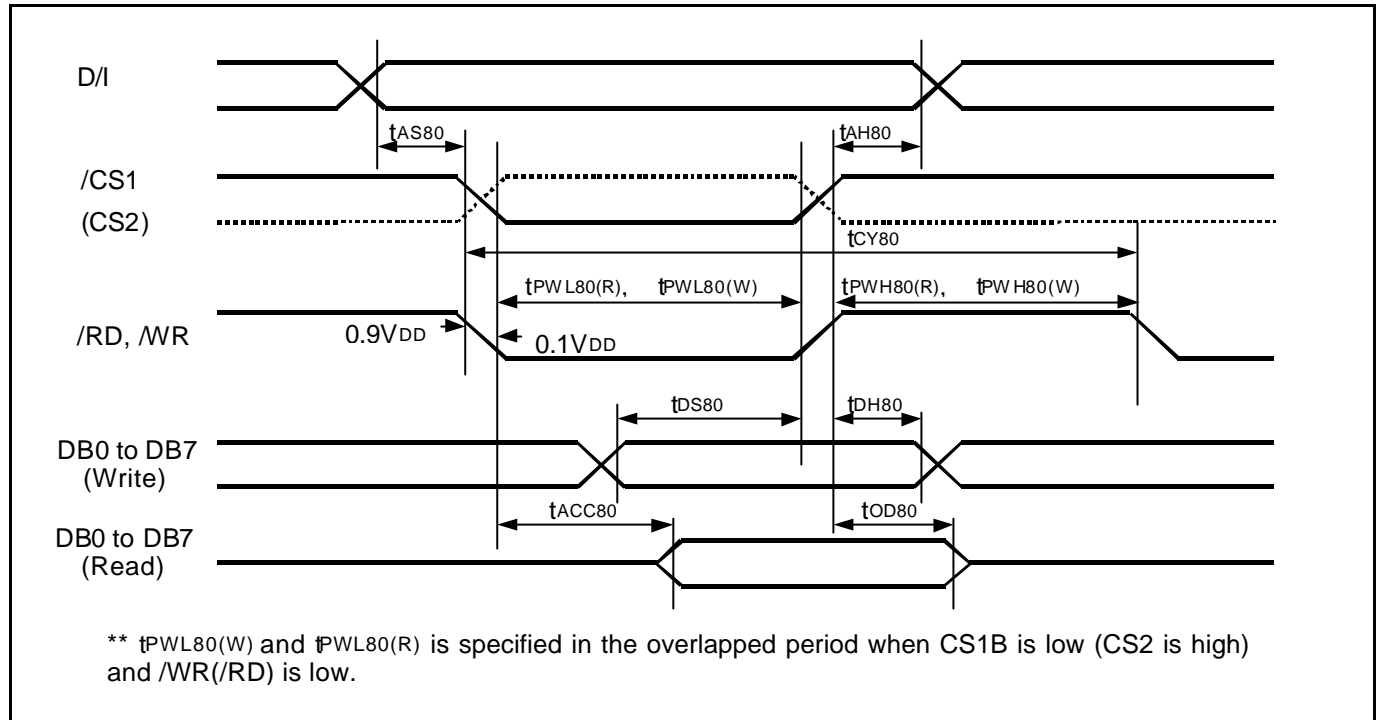 D/I
tAS80
tAH80
/CS1
(CS2)
tCY80
tPWL80(R), tPWL80(W)
tPWH80(R), tPWH80(W)
/RD, /WR
0.9VDD
0.1VDD
tDS80
tDH80
DB0 to DB7
(Write)
tACC80
tOD80
DB0 to DB7
(Read)
** tPWL80(W) and tPWL80(R) is specified in the overlapped period when CS1B is low (CS2 is high)
and /WR(/RD) is low.